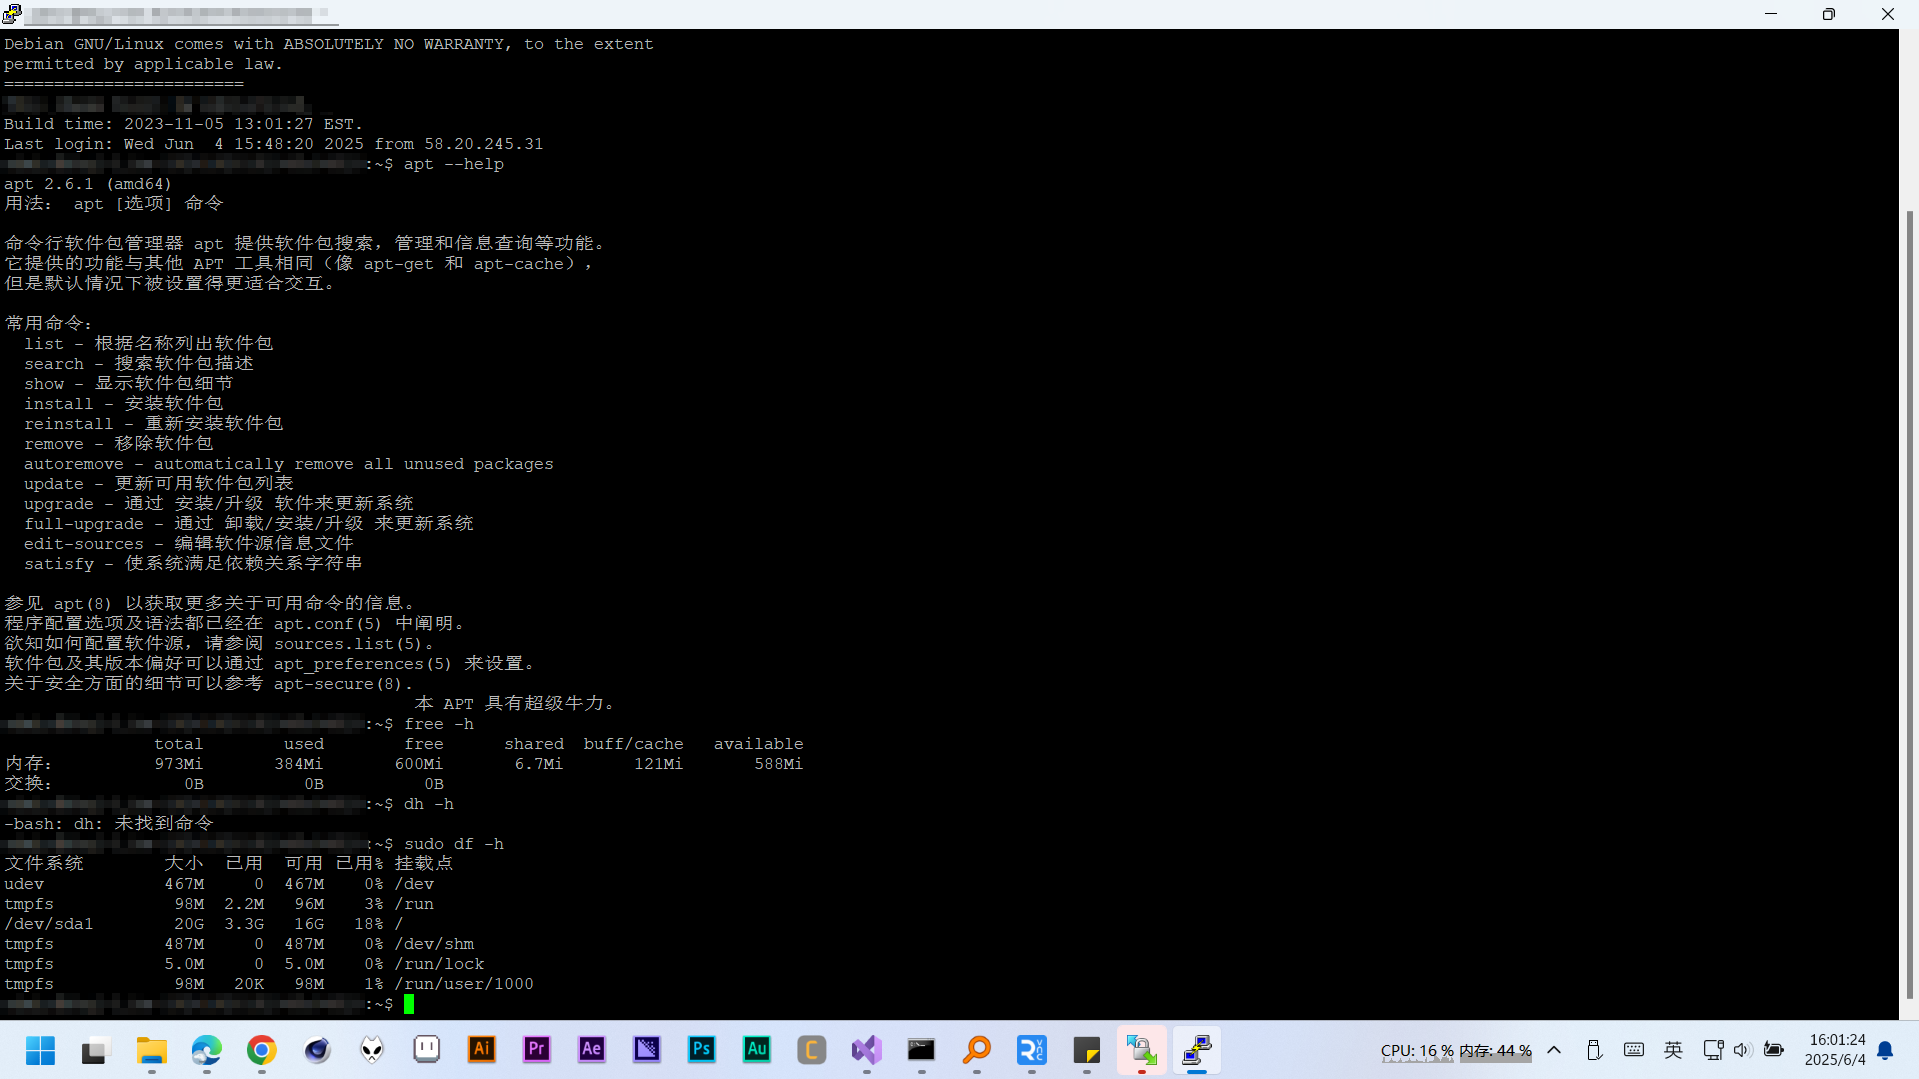 Debian GNU/Linux comes with ABSOLUTELY NO WARRANTY, to the extent
permitted by applicable law.
========================
Build time: 2023-11-05 13:01:27 EST.
Last login: Wed Jun  4 15:48:20 2025 from 58.20.245.31
:~$ apt --help
apt 2.6.1 (amd64)
用法： apt [选项] 命令
命令行软件包管理器 apt 提供软件包搜索，管理和信息查询等功能。
它提供的功能与其他 APT 工具相同（像 apt-get 和 apt-cache），
但是默认情况下被设置得更适合交互。
常用命令：
list - 根据名称列出软件包
search - 搜索软件包描述
show - 显示软件包细节
install - 安装软件包
reinstall - 重新安装软件包
remove - 移除软件包
autoremove - automatically remove all unused packages
update - 更新可用软件包列表
upgrade - 通过 安装/升级 软件来更新系统
full-upgrade - 通过 卸载/安装/升级 来更新系统
edit-sources - 编辑软件源信息文件
satisfy - 使系统满足依赖关系字符串
参见 apt(8) 以获取更多关于可用命令的信息。
程序配置选项及语法都已经在 apt.conf(5) 中阐明。
欲知如何配置软件源，请参阅 sources.list(5)。
软件包及其版本偏好可以通过 apt_preferences(5) 来设置。
关于安全方面的细节可以参考 apt-secure(8).
本 APT 具有超级牛力。
:~$ free -h
total used free shared buff/cache available
内存： 973Mi 384Mi 600Mi 6.7Mi 121Mi 588Mi
交换： 0B 0B 0B
:~$ dh -h
-bash: dh: 未找到命令
:~$ sudo df -h
文件系统 大小 已用 可用 已用% 挂载点
udev 467M 0 467M 0% /dev
tmpfs 98M 2.2M 96M 3% /run
/dev/sda1 20G 3.3G 16G 18% /
tmpfs 487M 0 487M 0% /dev/shm
tmpfs 5.0M 0 5.0M 0% /run/lock
tmpfs 98M 20K 98M 1% /run/user/1000
:~$
Ai Pr Ae Ps Au C
CPU: 16 % 内存: 44 %
英
16:01:24
2025/6/4